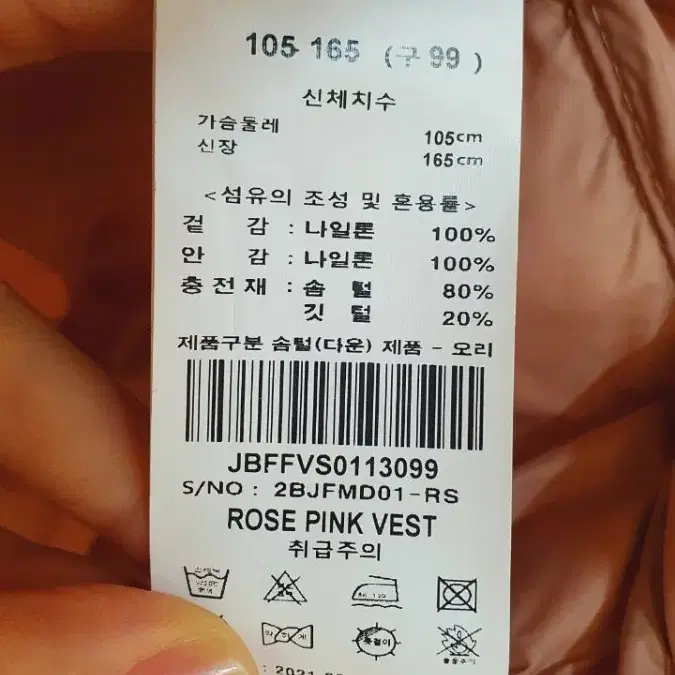 105 165 (구 99)
신체치수
가슴둘레 105cm
신장 165cm
<섬유의 조성 및 혼용률>
겉 감 : 나일론 100%
안 감 : 나일론 100%
충전재 : 솜 털 80%
깃 털 20%
제품구분 솜털(다운) 제품 - 오리
JBFFVS0113099
S/NO : 2BJFMD01-RS
ROSE PINK VEST
취급주의
옷걸이